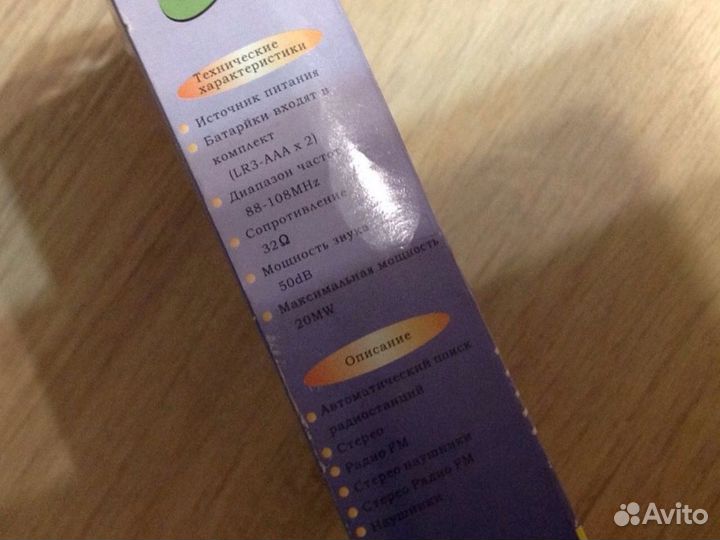 Технические
характеристики
Источник питания
Батарйки входят в
комплект
(LR3-AAA x 2)
Диапазон частот
88-108MHz
Сопротивление
32Ω
Мощность звука
50dB
Максимальная мощность
20MW
Описание
Автоматический поиск
радиостанций
Стерео
Радио FM
Стерео наушники
Стерео Радио FM
Наушники
Avito